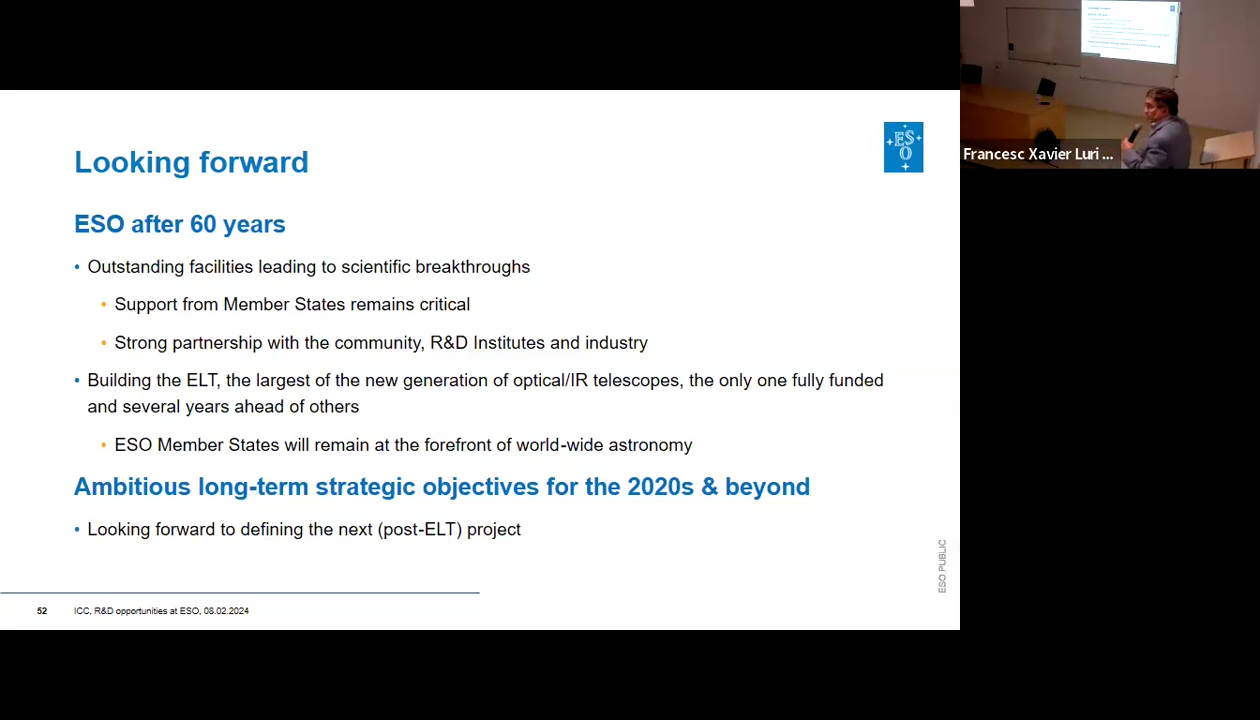 Looking forward
ES
O
ESO after 60 years
• Outstanding facilities leading to scientific breakthroughs
• Support from Member States remains critical
• Strong partnership with the community, R&D Institutes and industry
• Building the ELT, the largest of the new generation of optical/IR telescopes, the only one fully funded
and several years ahead of others
• ESO Member States will remain at the forefront of world-wide astronomy
Ambitious long-term strategic objectives for the 2020s & beyond
• Looking forward to defining the next (post-ELT) project
ESO PUBLIC
52 ICC, R&D opportunities at ESO, 08.02.2024
Francesc Xavier Luri ...